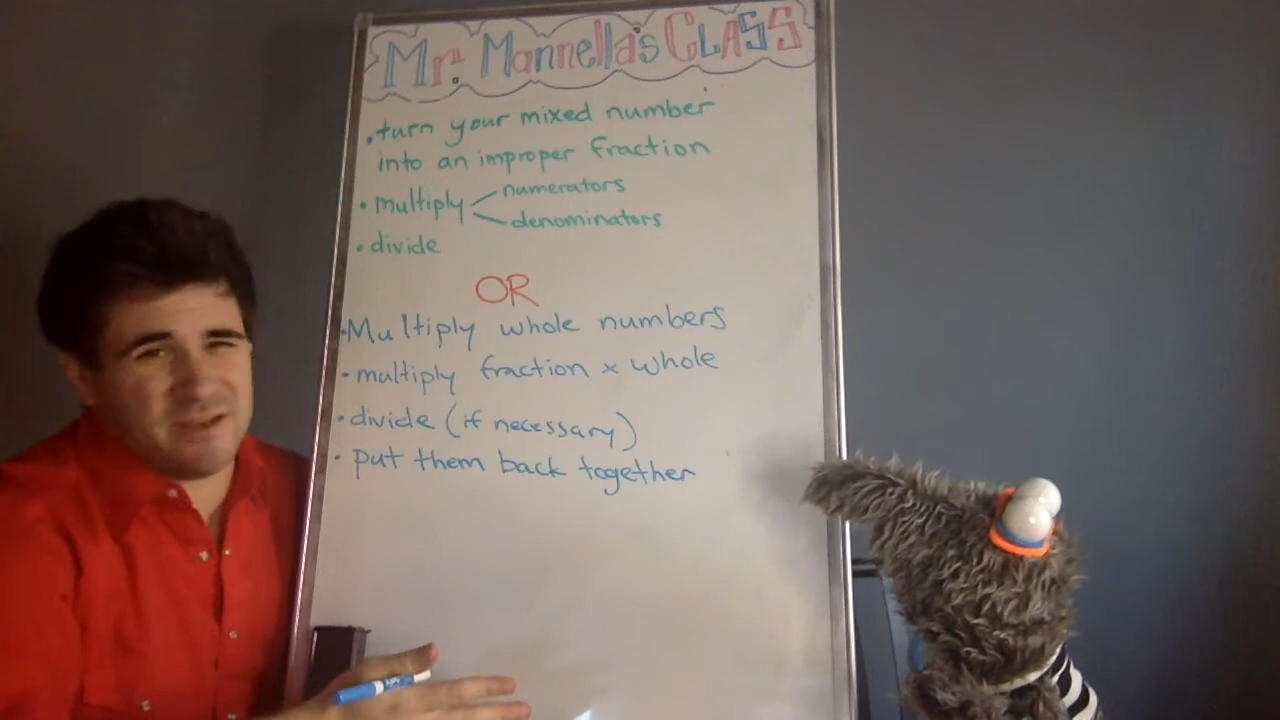 Mr. Mannella's CLASS
• turn your mixed number
into an improper fraction
• multiply < numerators
denominators
• divide
OR
• Multiply whole numbers
• multiply fraction x whole
• divide (if necessary)
• put them back together